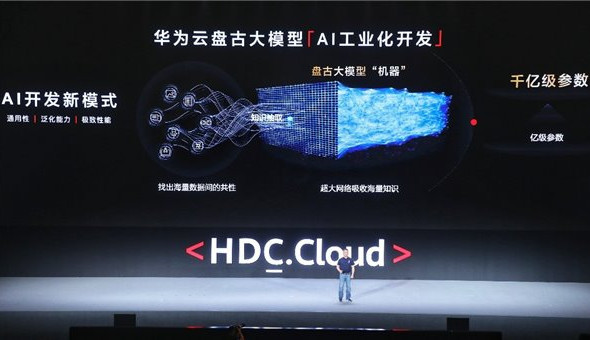 华为云盘古大模型「AI工业化开发」
AI开发新模式
通用性 | 泛化能力 | 极致性能
知识抽取
找出海量数据间的共性
盘古大模型“机器”
超大网络吸收海量知识
千亿级参数
亿级参数
<HDC.Cloud>